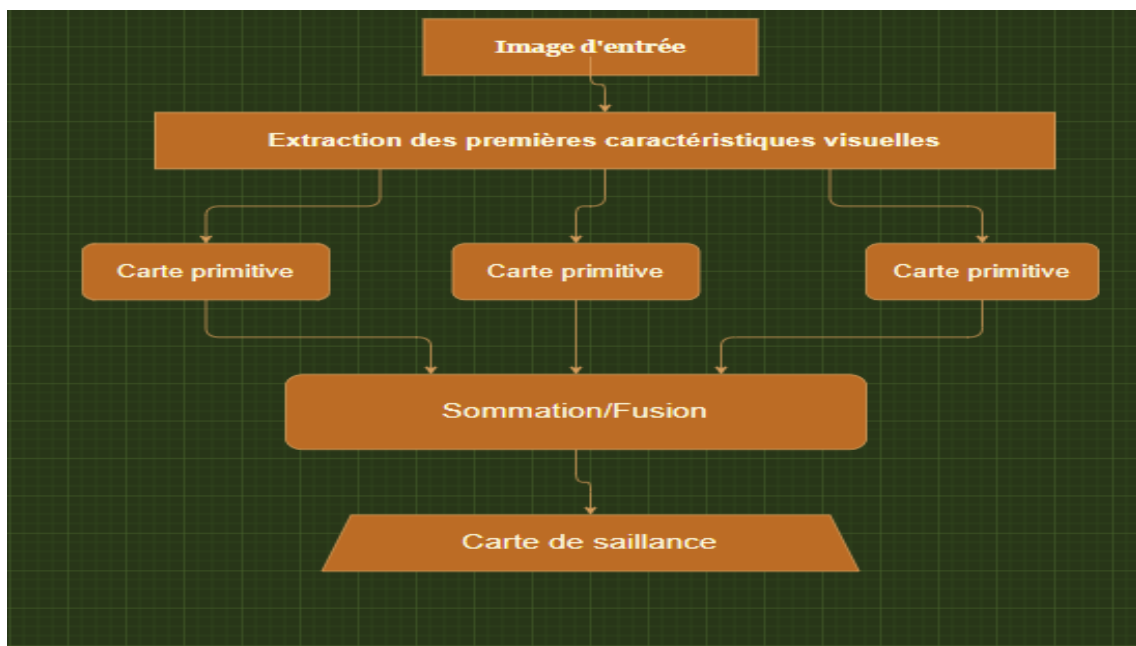 Image d'entrée
Extraction des premières caractéristiques visuelles
Carte primitive
Carte primitive
Carte primitive
Sommation/Fusion
Carte de saillance